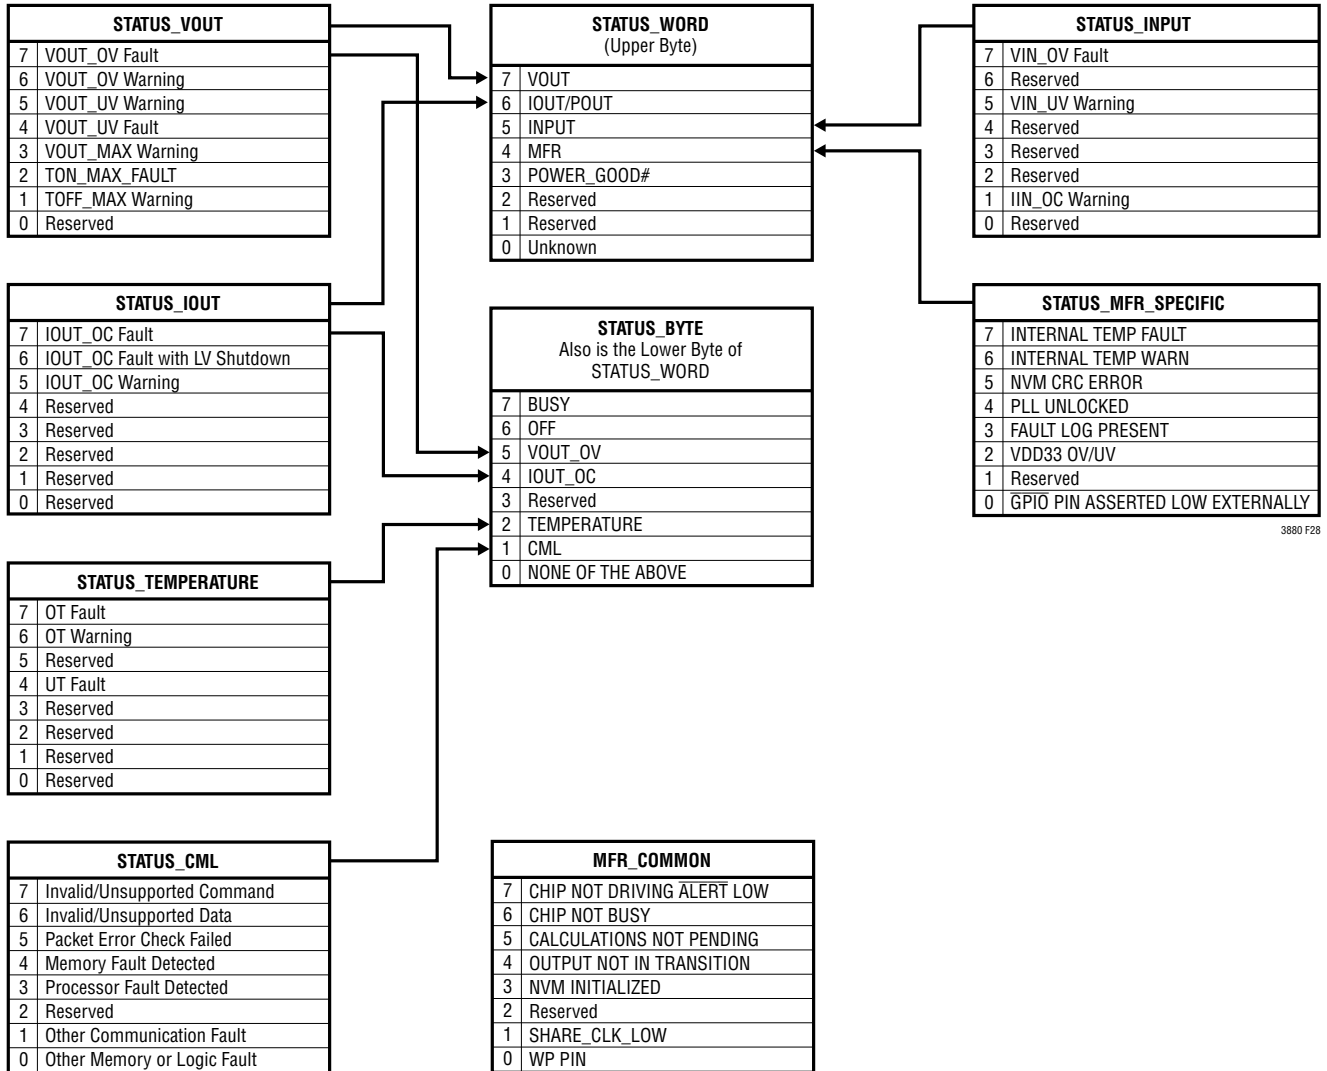 STATUS_VOUT
7 VOUT_OV Fault
6 VOUT_OV Warning
5 VOUT_UV Warning
4 VOUT_UV Fault
3 VOUT_MAX Warning
2 TON_MAX_FAULT
1 TOFF_MAX Warning
0 Reserved
STATUS_WORD
(Upper Byte)
7 VOUT
6 IOUT/POUT
5 INPUT
4 MFR
3 POWER_GOOD#
2 Reserved
1 Reserved
0 Unknown
STATUS_INPUT
7 VIN_OV Fault
6 Reserved
5 VIN_UV Warning
4 Reserved
3 Reserved
2 Reserved
1 IIN_OC Warning
0 Reserved
STATUS_IOUT
7 IOUT_OC Fault
6 IOUT_OC Fault with LV Shutdown
5 IOUT_OC Warning
4 Reserved
3 Reserved
2 Reserved
1 Reserved
0 Reserved
STATUS_BYTE
Also is the Lower Byte of
STATUS_WORD
7 BUSY
6 OFF
5 VOUT_OV
4 IOUT_OC
3 Reserved
2 TEMPERATURE
1 CML
0 NONE OF THE ABOVE
STATUS_MFR_SPECIFIC
7 INTERNAL TEMP FAULT
6 INTERNAL TEMP WARN
5 NVM CRC ERROR
4 PLL UNLOCKED
3 FAULT LOG PRESENT
2 VDD33 OV/UV
1 Reserved
0 G̅P̅I̅O̅ PIN ASSERTED LOW EXTERNALLY
3880 F28
STATUS_TEMPERATURE
7 OT Fault
6 OT Warning
5 Reserved
4 UT Fault
3 Reserved
2 Reserved
1 Reserved
0 Reserved
STATUS_CML
7 Invalid/Unsupported Command
6 Invalid/Unsupported Data
5 Packet Error Check Failed
4 Memory Fault Detected
3 Processor Fault Detected
2 Reserved
1 Other Communication Fault
0 Other Memory or Logic Fault
MFR_COMMON
7 CHIP NOT DRIVING A̅L̅E̅R̅T̅ LOW
6 CHIP NOT BUSY
5 CALCULATIONS NOT PENDING
4 OUTPUT NOT IN TRANSITION
3 NVM INITIALIZED
2 Reserved
1 SHARE_CLK_LOW
0 WP PIN